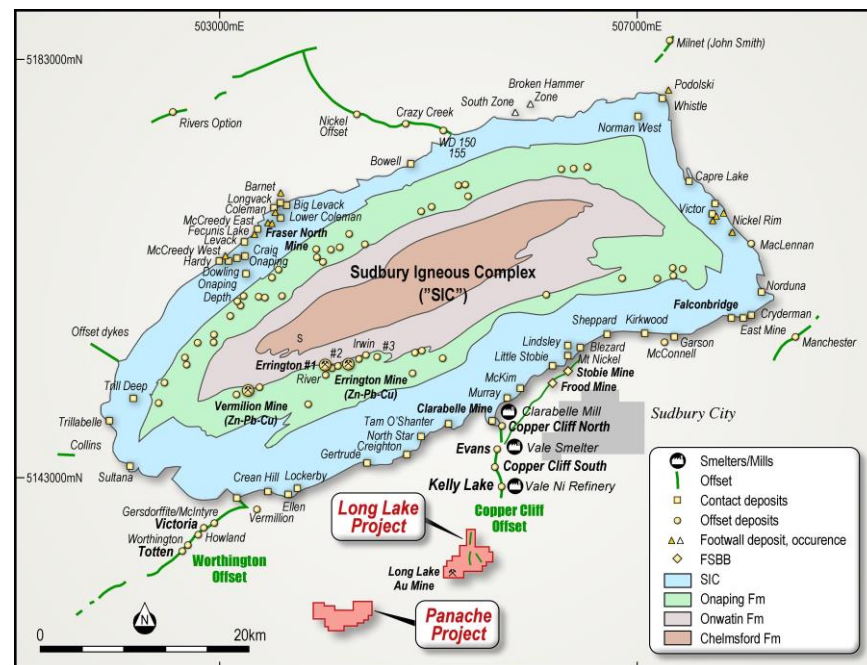 503000mE
507000mE
5183000mN
Milnet (John Smith)
Broken Hammer
Zone
South Zone
Podolski
Whistle
Rivers Option
Nickel
Offset
Crazy Creek
WD 150
155
Norman West
Bowell
Capre Lake
Barnet
Longvack
Coleman
Big Levack
Lower Coleman
McCreedy East
Fecunis Lake
Fraser North
Mine
Levack
McCreedy West
Hardy
Craig
Onaping
Dowling
Onaping
Depth
Victor
Nickel Rim
MacLennan
Sudbury Igneous Complex
("SIC")
Norduna
Falconbridge
Cryderman
East Mine
Manchester
Sheppard
Kirkwood
Garson
McConnell
Offset dykes
S
Errington #1
#2
Irwin
#3
River
Errington Mine
(Zn-Pb-Cu)
Vermilion Mine
(Zn-Pb-Cu)
Lindsley
Blezard
Little Stobie
Mt Nickel
Stobie Mine
Frood Mine
McKim
Murray
Trill Deep
Trillabelle
Clarabelle Mine
Clarabelle Mill
Copper Cliff North
Sudbury City
Tam O'Shanter
North Star
Creighton
Gertrude
Evans
Vale Smelter
Copper Cliff South
Collins
Sultana
5143000mN
Kelly Lake
Vale Ni Refinery
Crean Hill
Lockerby
Ellen
Vermillion
Gersdorffite/McIntyre
Victoria
Howland
Worthington
Totten
Worthington
Offset
Copper Cliff
Offset
Long Lake
Project
Long Lake
Au Mine
Panache
Project
N
0
20km
Smelters/Mills
Offset
Contact deposits
Offset deposits
Footwall deposit, occurence
FSBB
SIC
Onaping Fm
Onwatin Fm
Chelmsford Fm